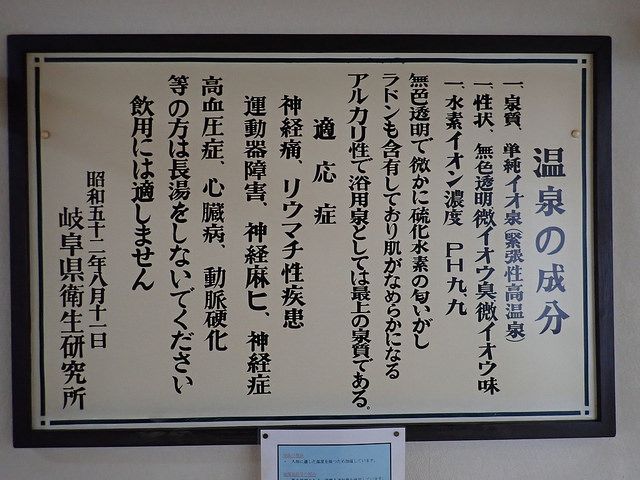 温泉の成分
一、泉質、単純イオ泉(緊張性高温泉)
一、性状、無色透明微イオウ臭微イオウ味
一、水素イオン濃度 PH九、九
無色透明で微かに硫化水素の匂いがし
ラドンも含有しており肌がなめらかになる
アルカリ性で浴用泉としては最上の泉質である。
適応症
神経痛、リウマチ性疾患
運動器障害、神経麻ヒ、神経症
高血圧症、心臓病、動脈硬化
等の方は長湯をしないでください
飲用には適しません
昭和五十二年八月十一日
岐阜県衛生研究所